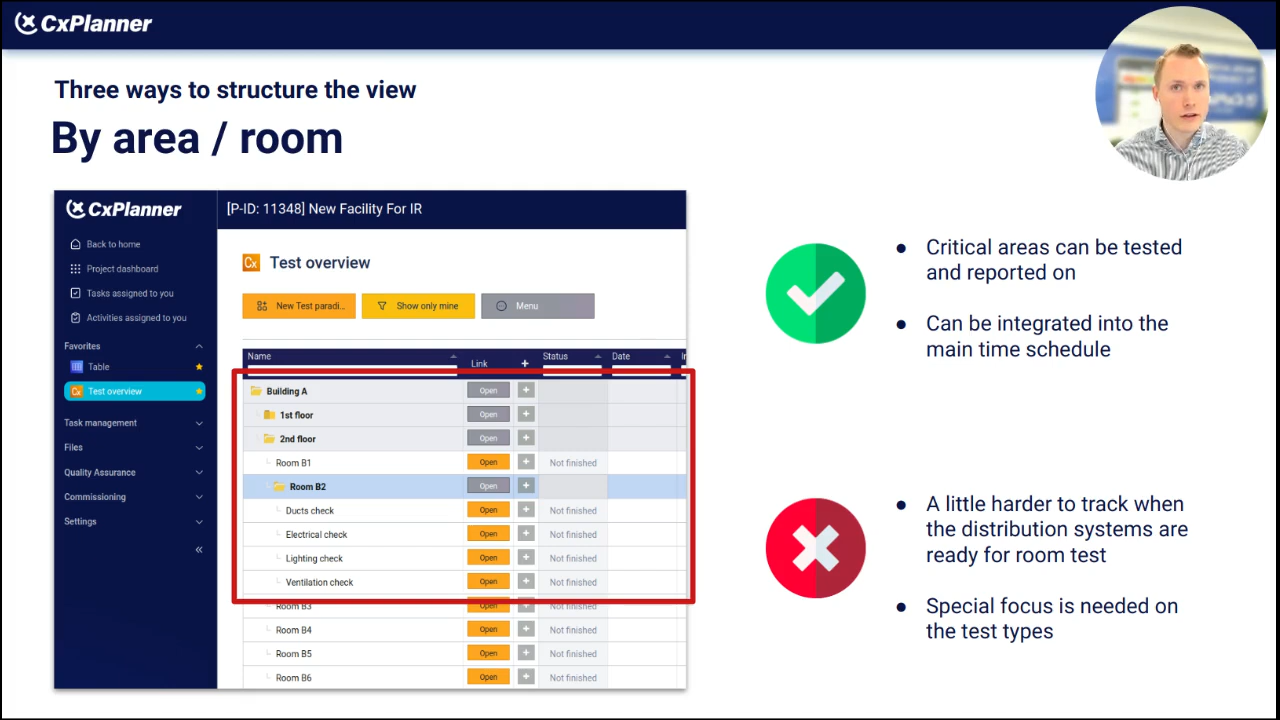 CxPlanner
Three ways to structure the view
By area / room
CxPlanner
[P-ID: 11348] New Facility For IR
Back to home
Project dashboard
Tasks assigned to you
Activities assigned to you
Favorites
Table
Test overview
Task management
Files
Quality Assurance
Commissioning
Settings
«
Cx Test overview
New Test paradi...
Show only mine
Menu
Name Link + Status Date
Building A Open +
1st floor Open +
2nd floor Open +
Room B1 Open + Not finished
Room B2 Open +
Ducts check Open + Not finished
Electrical check Open + Not finished
Lighting check Open + Not finished
Ventilation check Open + Not finished
Room B3 Open + Not finished
Room B4 Open + Not finished
Room B5 Open + Not finished
Room B6 Open + Not finished
● Critical areas can be tested
and reported on
● Can be integrated into the
main time schedule
● A little harder to track when
the distribution systems are
ready for room test
● Special focus is needed on
the test types